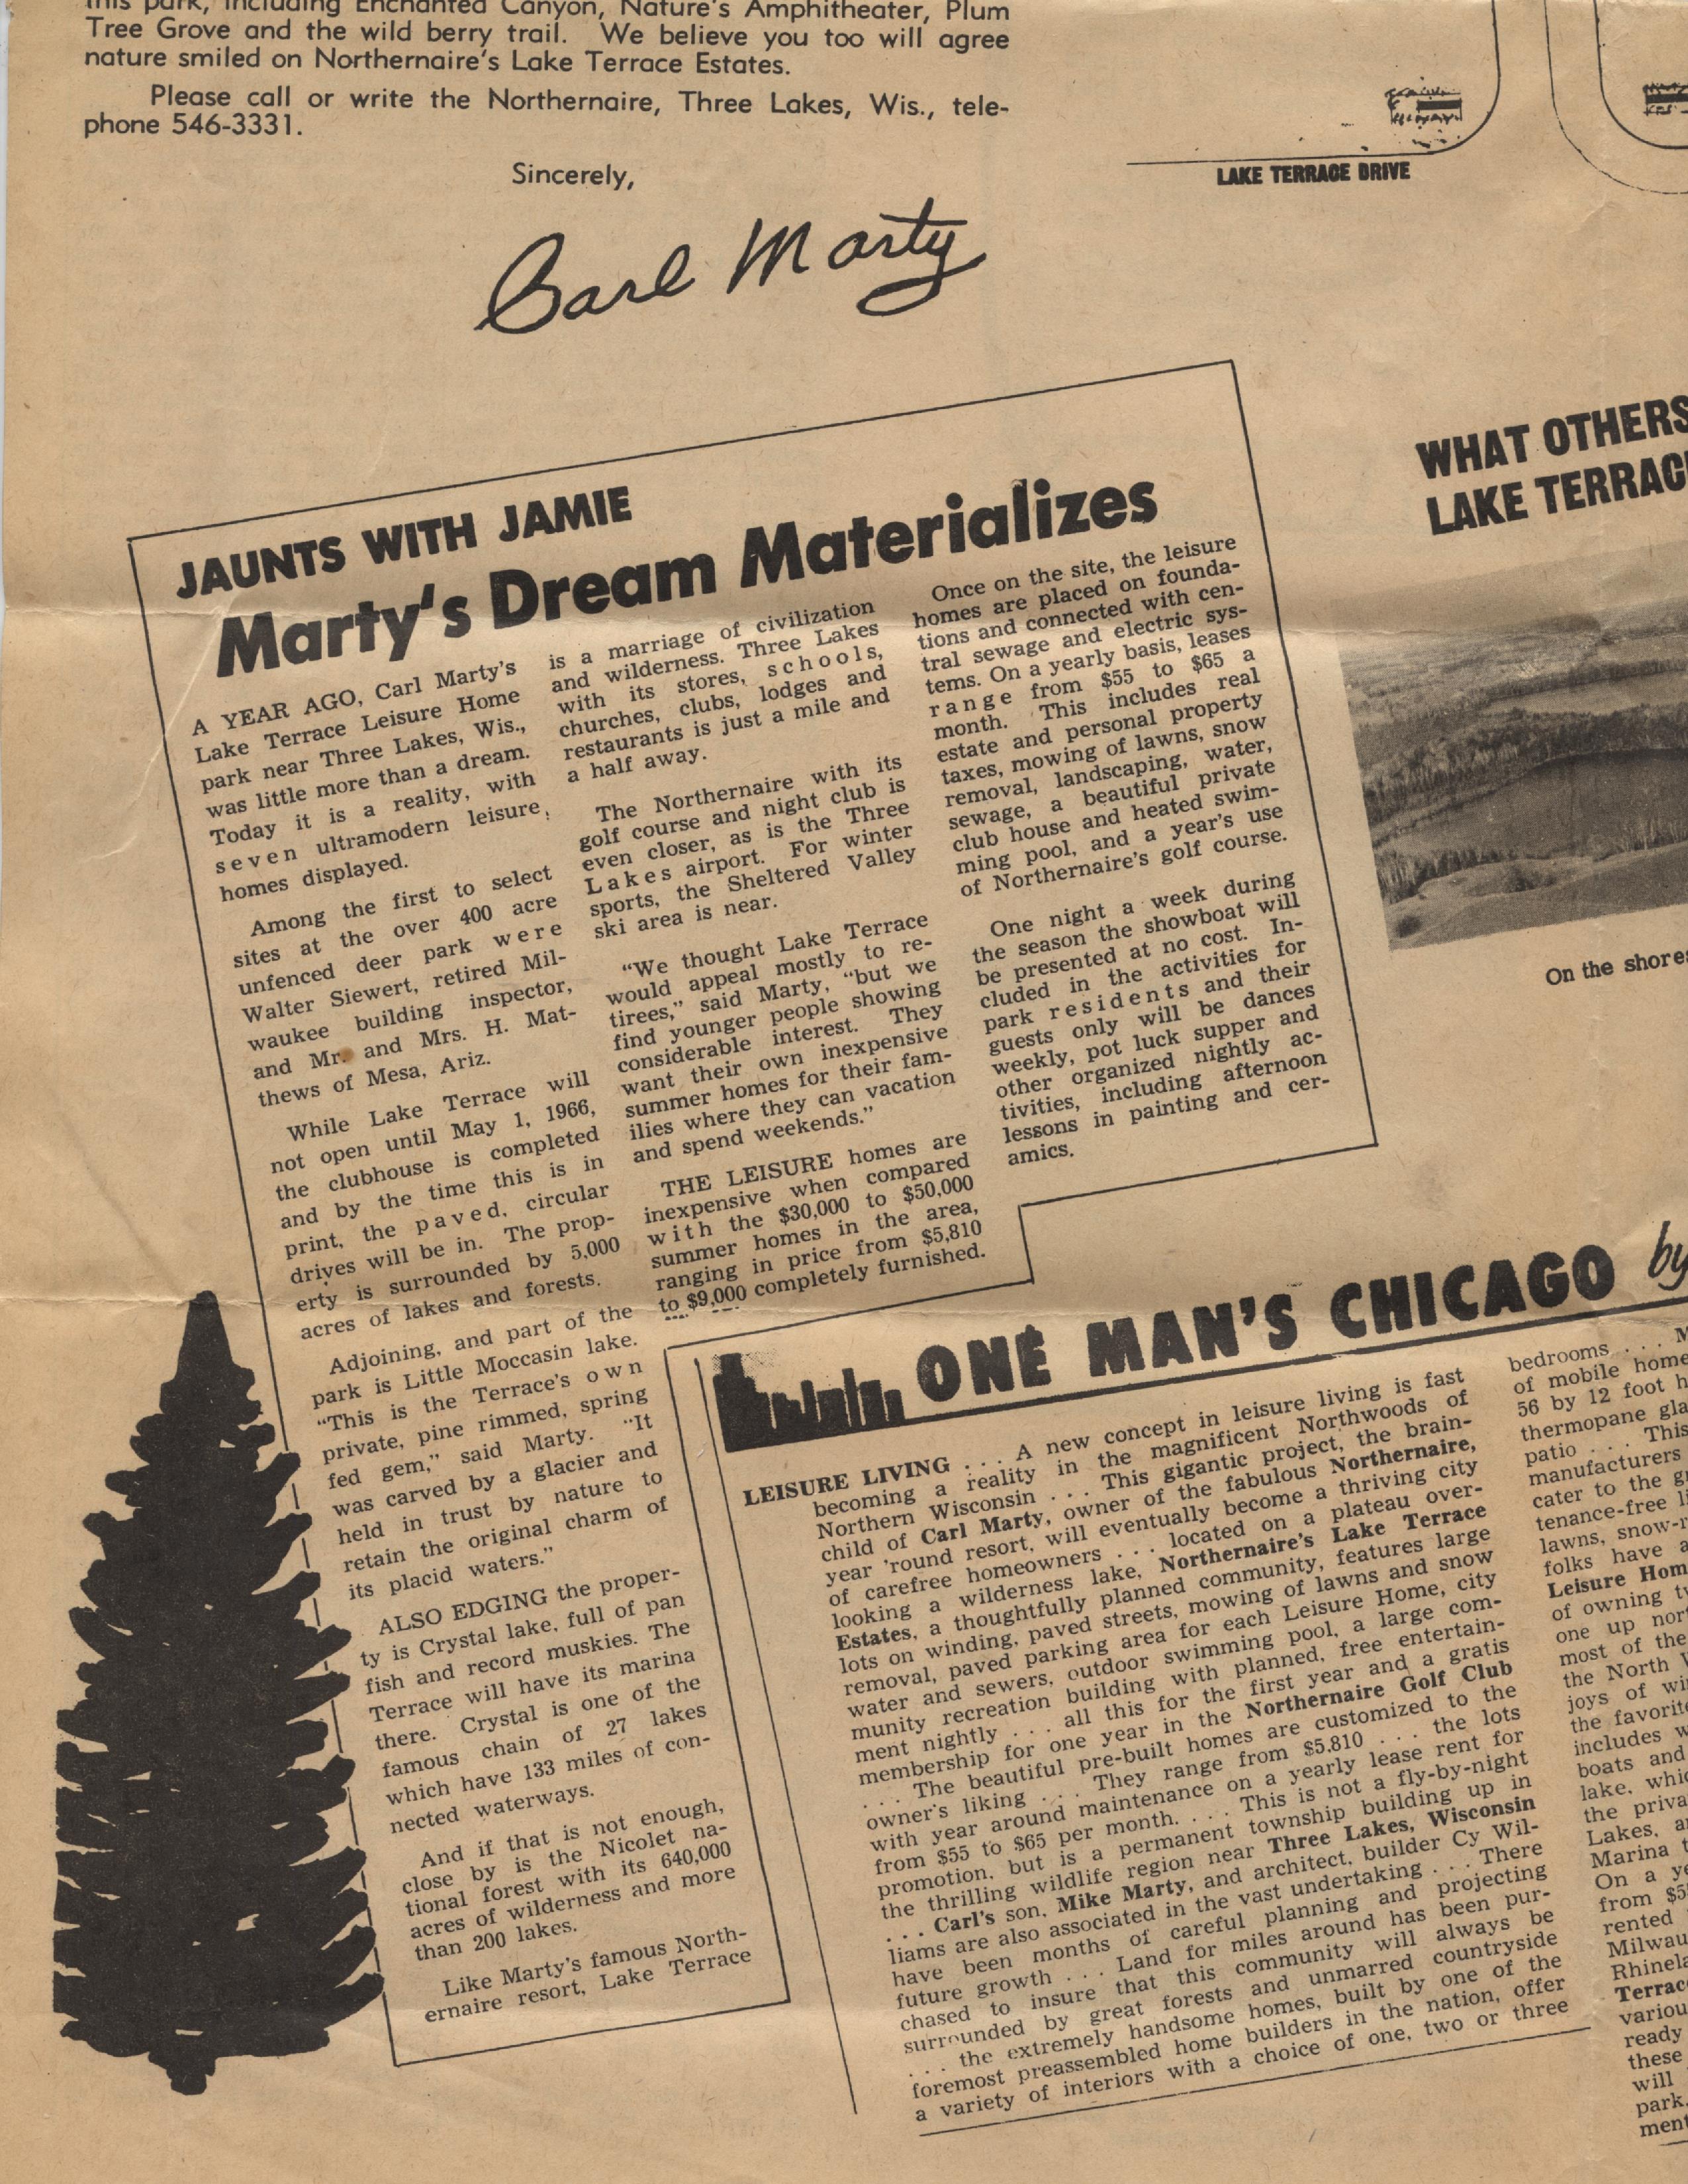 this park, including Enchanted Canyon, Nature's Amphitheater, Plum
Tree Grove and the wild berry trail. We believe you too will agree
nature smiled on Northernaire's Lake Terrace Estates.
Please call or write the Northernaire, Three Lakes, Wis., tele-
phone 546-3331.
Sincerely,
Carl Marty
LAKE TERRACE DRIVE
JAUNTS WITH JAMIE
Marty's Dream Materializes
A YEAR AGO, Carl Marty's
Lake Terrace Leisure Home
park near Three Lakes, Wis.,
was little more than a dream.
Today it is a reality, with
seven ultramodern leisure
homes displayed.
Among the first to select
sites at the over 400 acre
unfenced deer park were
Walter Siewert, retired Mil-
waukee building inspector,
and Mr. and Mrs. H. Mat-
thews of Mesa, Ariz.
While Lake Terrace will
not open until May 1, 1966,
the clubhouse is completed
and by the time this is in
print, the paved, circular
drives will be in. The prop-
erty is surrounded by 5,000
acres of lakes and forests.
Adjoining, and part of the
park is Little Moccasin lake.
"This is the Terrace's own
private, pine rimmed, spring
fed gem," said Marty. "It
was carved by a glacier and
held in trust by nature to
retain the original charm of
its placid waters."
ALSO EDGING the proper-
ty is Crystal lake, full of pan
fish and record muskies. The
Terrace will have its marina
there. Crystal is one of the
famous chain of 27 lakes
which have 133 miles of con-
nected waterways.
And if that is not enough,
close by is the Nicolet na-
tional forest with its 640,000
acres of wilderness and more
than 200 lakes.
Like Marty's famous North-
ernaire resort, Lake Terrace
is a marriage of civilization
and wilderness. Three Lakes
with its stores, schools,
churches, clubs, lodges and
restaurants is just a mile and
a half away.
The Northernaire with its
golf course and night club is
even closer, as is the Three
Lakes airport. For winter
sports, the Sheltered Valley
ski area is near.
"We thought Lake Terrace
would appeal mostly to re-
tirees," said Marty, "but we
find younger people showing
considerable interest. They
want their own inexpensive
summer homes for their fam-
ilies where they can vacation
and spend weekends."
THE LEISURE homes are
inexpensive when compared
with the $30,000 to $50,000
summer homes in the area,
ranging in price from $5,810
to $9,000 completely furnished.
Once on the site, the leisure
homes are placed on founda-
tions and connected with cen-
tral sewage and electric sys-
tems. On a yearly basis, leases
range from $55 to $65 a
month. This includes real
estate and personal property
taxes, mowing of lawns, snow
removal, landscaping, water,
sewage, a beautiful private
club house and heated swim-
ming pool, and a year's use
of Northernaire's golf course.
One night a week during
the season the showboat will
be presented at no cost. In-
cluded in the activities for
park residents and their
guests only will be dances
weekly, pot luck supper and
other organized nightly ac-
tivities, including afternoon
lessons in painting and cer-
amics.
WHAT OTHERS
LAKE TERRAC
On the shores
ONE MAN'S CHICAGO by
LEISURE LIVING . . . A new concept in leisure living is fast
becoming a reality in the magnificent Northwoods of
Northern Wisconsin . . . This gigantic project, the brain-
child of Carl Marty, owner of the fabulous Northernaire,
year 'round resort, will eventually become a thriving city
of carefree homeowners . . . located on a plateau over-
looking a wilderness lake, Northernaire's Lake Terrace
Estates, a thoughtfully planned community, features large
lots on winding, paved streets, mowing of lawns and snow
removal, paved parking area for each Leisure Home, city
water and sewers, outdoor swimming pool, a large com-
munity recreation building with planned, free entertain-
ment nightly . . . all this for the first year and a gratis
membership for one year in the Northernaire Golf Club
. . . The beautiful pre-built homes are customized to the
owner's liking . . . They range from $5,810 . . . the lots
with year around maintenance on a yearly lease rent for
from $55 to $65 per month. . . . This is not a fly-by-night
promotion, but is a permanent township building up in
the thrilling wildlife region near Three Lakes, Wisconsin
. . . Carl's son, Mike Marty, and architect, builder Cy Wil-
liams are also associated in the vast undertaking . . . There
have been months of careful planning and projecting
future growth . . . Land for miles around has been pur-
chased to insure that this community will always be
surrounded by great forests and unmarred countryside
. . . the extremely handsome homes, built by one of the
foremost preassembled home builders in the nation, offer
a variety of interiors with a choice of one, two or three
bedrooms . . . M
of mobile home
56 by 12 foot h
thermopane gla
patio . . . This
manufacturers
cater to the g
tenance-free li
lawns, snow-r
folks have a
Leisure Hom
of owning tw
one up nort
most of the
the North W
joys of wi
the favorite
includes w
boats and
lake, whic
the priva
Lakes, a
Marina t
On a ye
from $5
rented
Milwau
Rhinela
Terrac
variou
ready
these
will
park.
ment